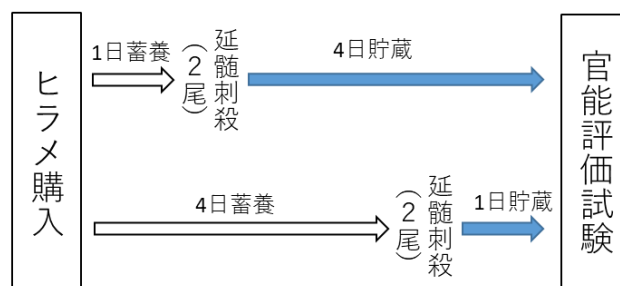 ヒラメ購入
1日蓄養
延髄刺殺
(2尾)
4日貯蔵
4日蓄養
延髄刺殺
(2尾)
1日貯蔵
官能評価試験